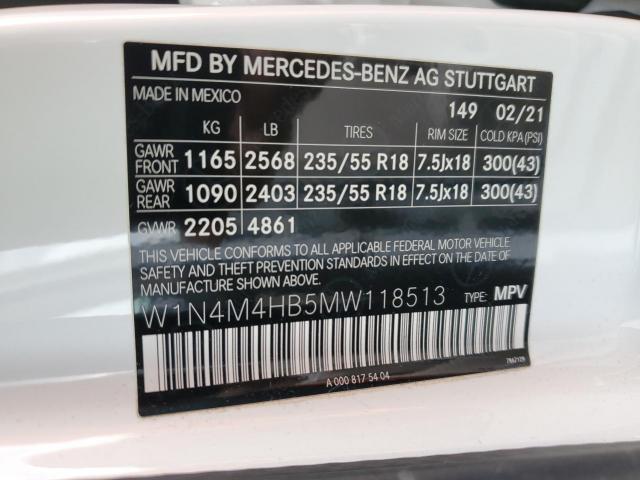 MFD BY MERCEDES-BENZ AG STUTTGART
MADE IN MEXICO 149 02/21
KG LB TIRES RIM SIZE COLD KPA (PSI)
GAWR FRONT 1165 2568 235/55 R18 7.5Jx18 300(43)
GAWR REAR 1090 2403 235/55 R18 7.5Jx18 300(43)
GVWR 2205 4861
THIS VEHICLE CONFORMS TO ALL APPLICABLE FEDERAL MOTOR VEHICLE
SAFETY AND THEFT PREVENTION STANDARDS IN EFFECT ON THE DATE OF
MANUFACTURE SHOWN ABOVE.
W1N4M4HB5MW118513 TYPE: MPV
A 000 817 54 04